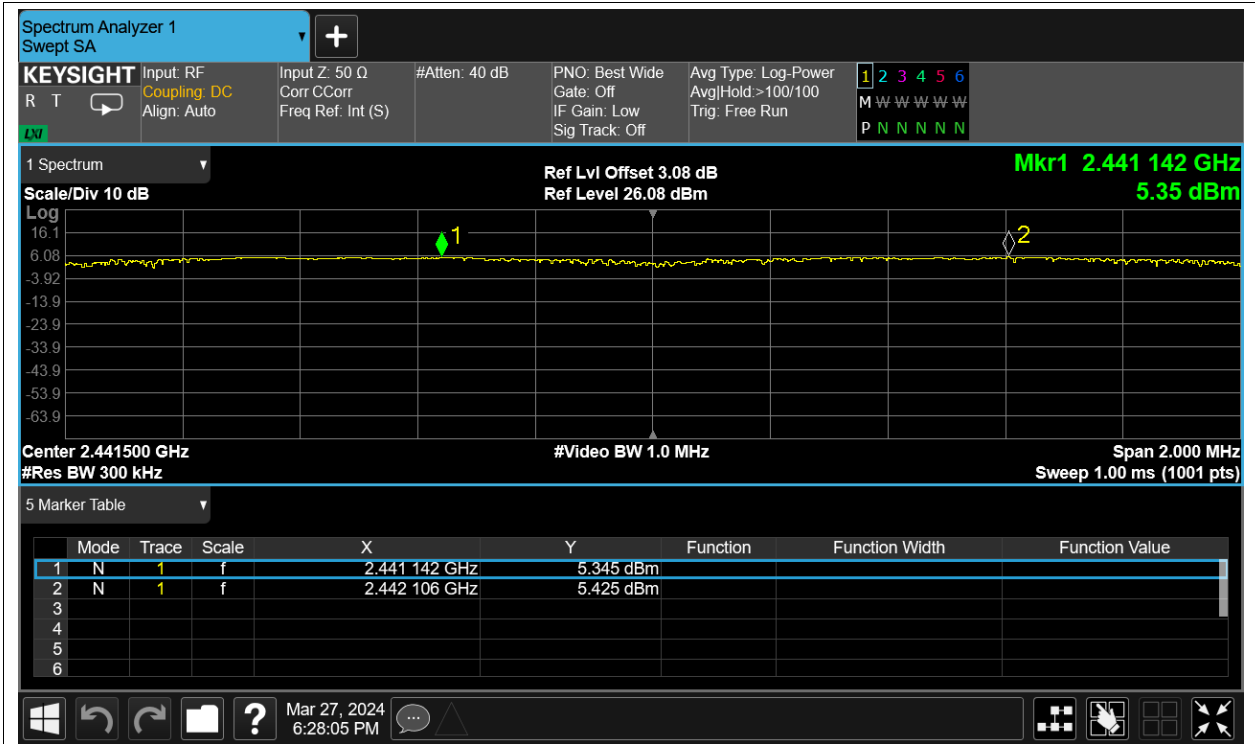 Spectrum Analyzer 1
Swept SA
KEYSIGHT
R T
LXI
Input: RF
Coupling: DC
Align: Auto
Input Z: 50 Ω
Corr CCorr
Freq Ref: Int (S)
#Atten: 40 dB
PNO: Best Wide
Gate: Off
IF Gain: Low
Sig Track: Off
Avg Type: Log-Power
Avg|Hold:>100/100
Trig: Free Run
1 2 3 4 5 6
M W W W W W
P N N N N N
1 Spectrum
Scale/Div 10 dB
Ref Lvl Offset 3.08 dB
Ref Level 26.08 dBm
Mkr1 2.441 142 GHz
5.35 dBm
Log
16.1
6.08
-3.92
-13.9
-23.9
-33.9
-43.9
-53.9
-63.9
1
2
Center 2.441500 GHz
#Res BW 300 kHz
#Video BW 1.0 MHz
Span 2.000 MHz
Sweep 1.00 ms (1001 pts)
5 Marker Table
Mode Trace Scale X Y Function Function Width Function Value
1 N 1 f 2.441 142 GHz 5.345 dBm
2 N 1 f 2.442 106 GHz 5.425 dBm
3
4
5
6
?
Mar 27, 2024
6:28:05 PM